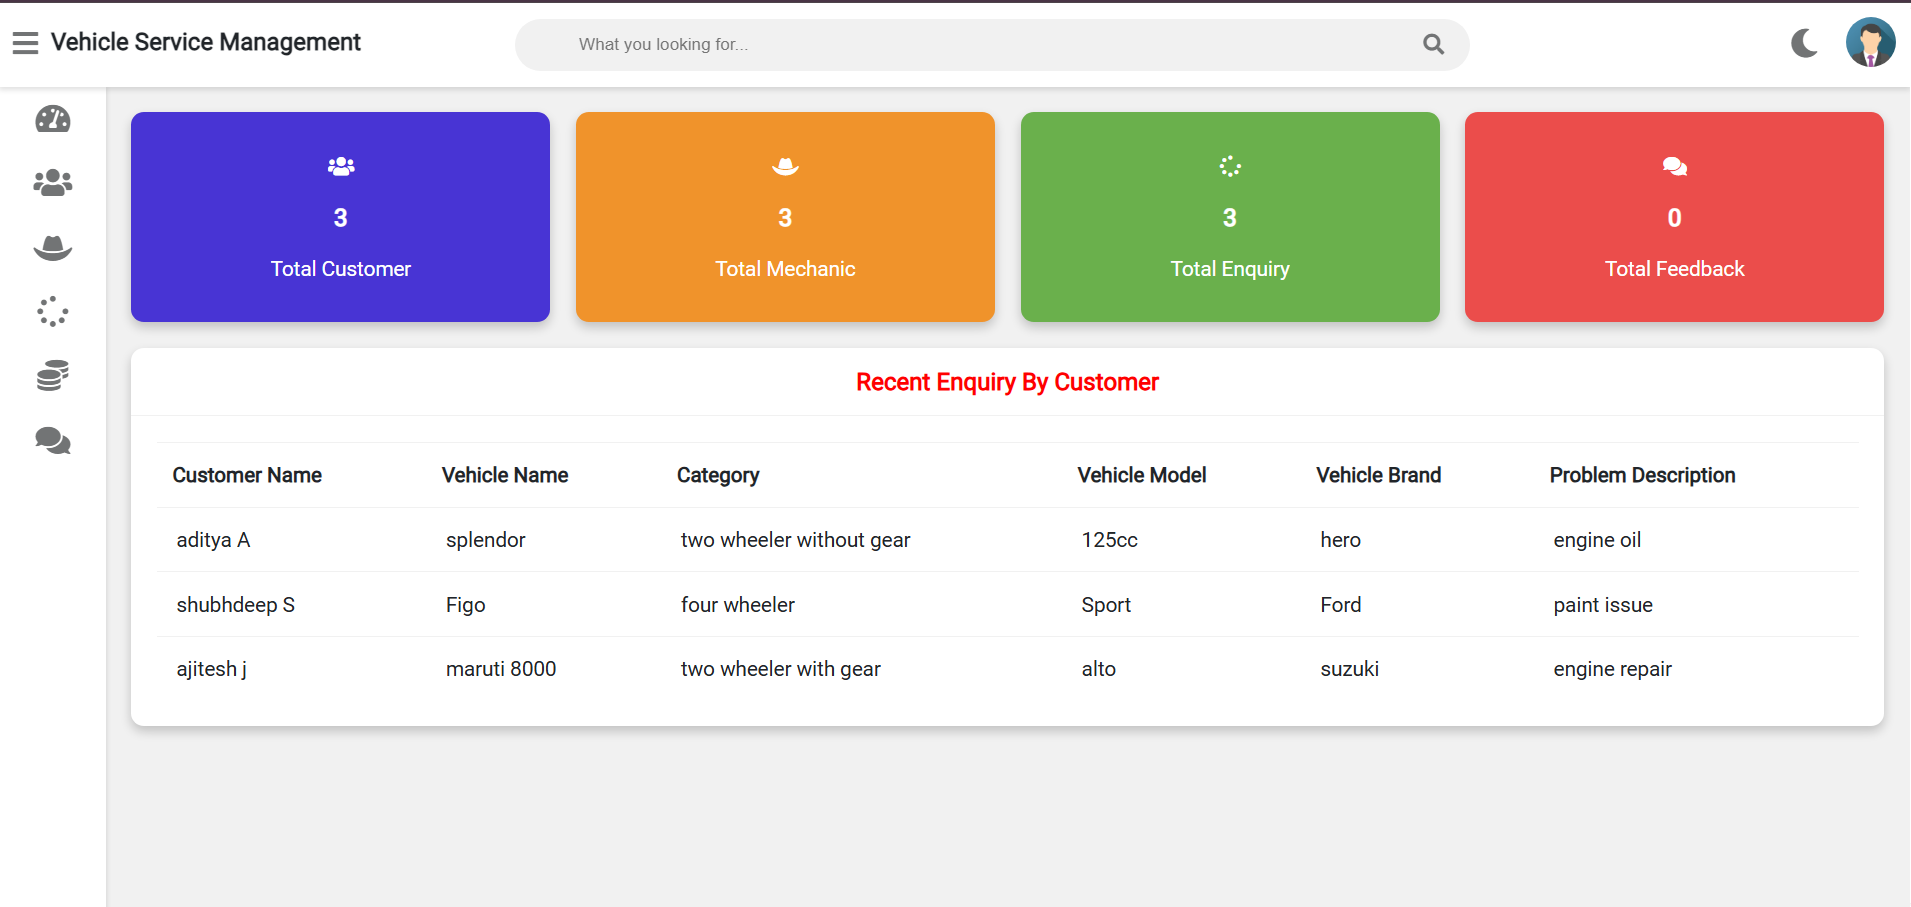 Vehicle Service Management
What you looking for...
3
Total Customer
3
Total Mechanic
3
Total Enquiry
0
Total Feedback
Recent Enquiry By Customer
Customer Name Vehicle Name Category Vehicle Model Vehicle Brand Problem Description
aditya A splendor two wheeler without gear 125cc hero engine oil
shubhdeep S Figo four wheeler Sport Ford paint issue
ajitesh j maruti 8000 two wheeler with gear alto suzuki engine repair